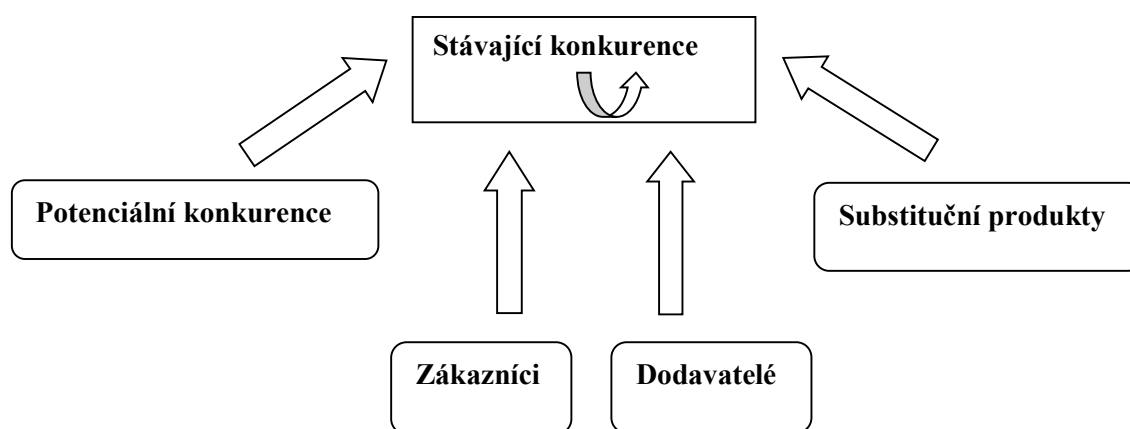 Stávající konkurence
Potenciální konkurence
Substituční produkty
Zákazníci
Dodavatelé